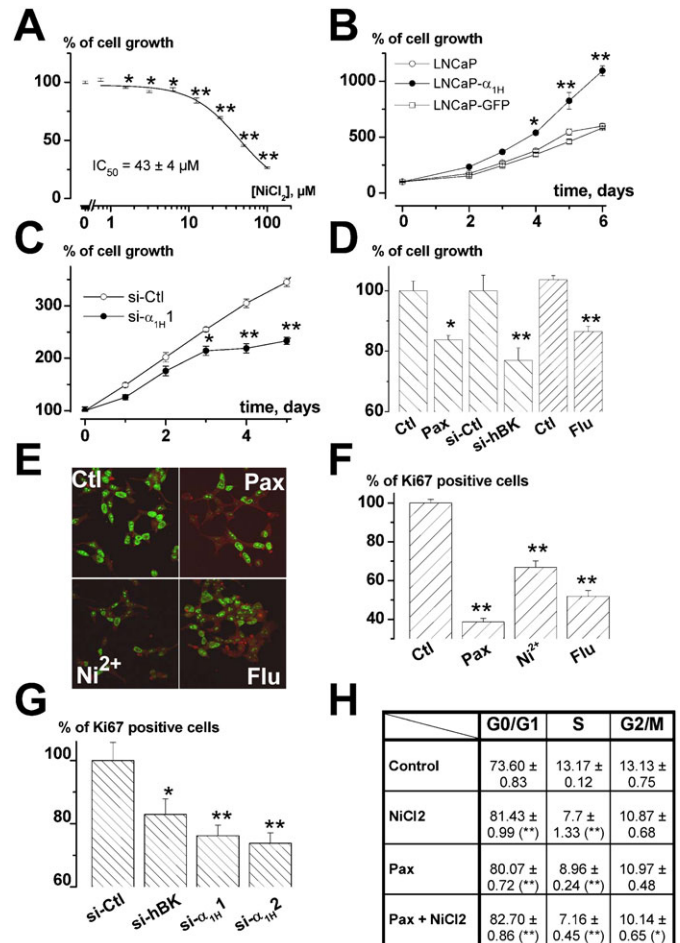 A
% of cell growth
100
75
50
25
0
* * * ** ** ** **
IC50 = 43 ± 4 µM
[NiCl2], µM
0 1 10 100
B
% of cell growth
LNCaP
LNCaP-α1H
LNCaP-GFP
1000
500
100
* ** **
time, days
0 2 4 6
C
% of cell growth
si-Ctl
si-α1H1
300
200
100
* ** **
time, days
0 2 4
D
% of cell growth
100
80
60
* ** **
Ctl Pax si-Ctl si-hBK Ctl Flu
E
Ctl
Pax
Ni2+
Flu
F
% of Ki67 positive cells
100
80
60
40
** ** **
Ctl Pax Ni2+ Flu
G
% of Ki67 positive cells
100
80
60
* ** **
si-Ctl si-hBK si-α1H1 si-α1H2
H
G0/G1 S G2/M
Control 73.60 ± 0.83 13.17 ± 0.12 13.13 ± 0.75
NiCl2 81.43 ± 0.99 (**) 7.7 ± 1.33 (**) 10.87 ± 0.68
Pax 80.07 ± 0.72 (**) 8.96 ± 0.24 (**) 10.97 ± 0.48
Pax + NiCl2 82.70 ± 0.86 (**) 7.16 ± 0.45 (**) 10.14 ± 0.65 (*)